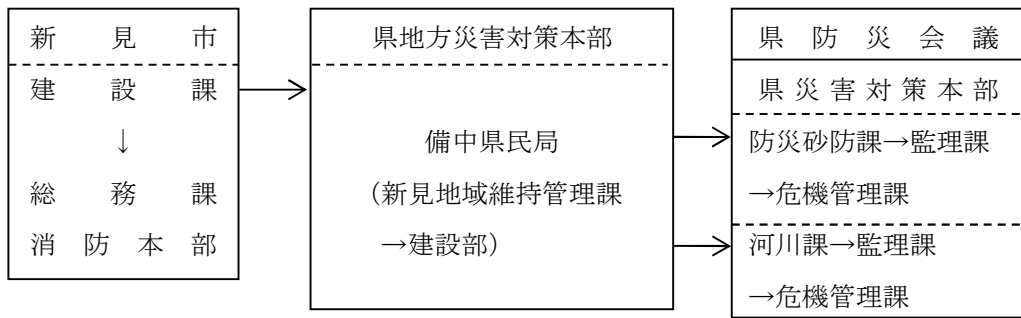 新見市
建設課
↓
総務課
消防本部
県地方災害対策本部
備中県民局
（新見地域維持管理課
→建設部）
県防災会議
県災害対策本部
防災砂防課→監理課
→危機管理課
河川課→監理課
→危機管理課